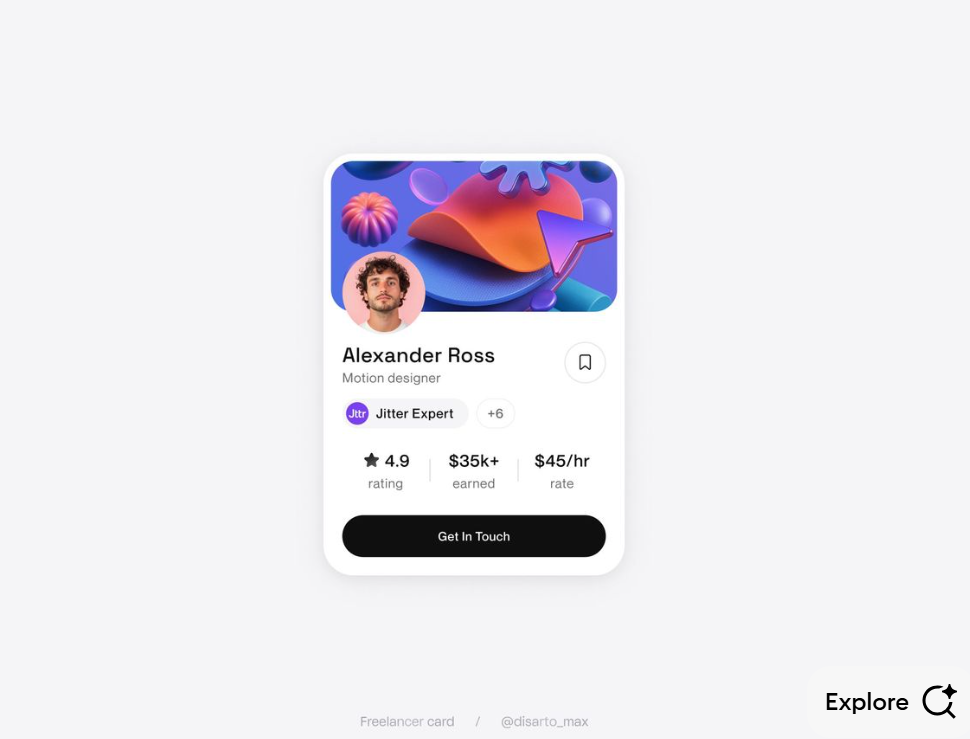 Alexander Ross
Motion designer
Jttr Jitter Expert +6
4.9 $35k+ $45/hr
rating earned rate
Get In Touch
Explore
Freelancer card / @disarto_max